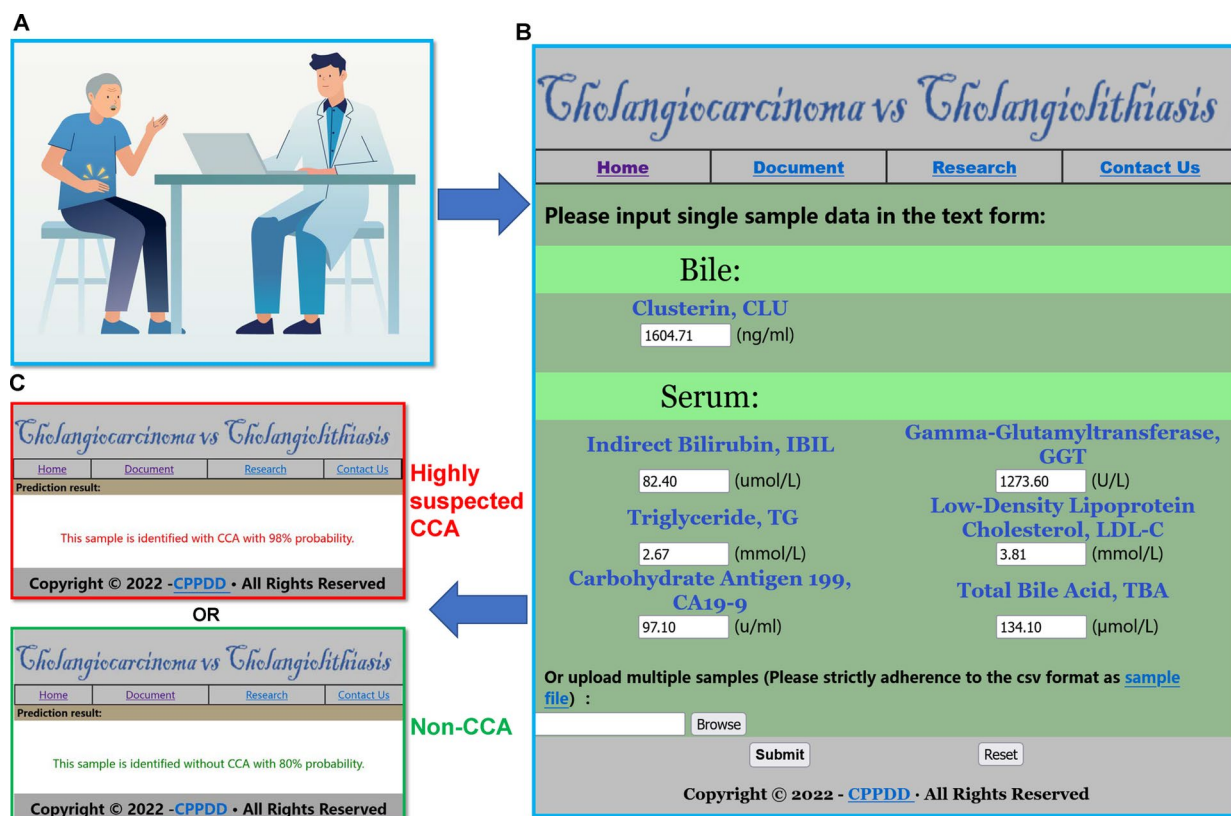 A
B
Cholangiocarcinoma vs Cholangiolithiasis
Home Document Research Contact Us
Please input single sample data in the text form:
Bile:
Clusterin, CLU
1604.71 (ng/ml)
Serum:
Indirect Bilirubin, IBIL
82.40 (umol/L)
Gamma-Glutamyltransferase,
GGT
1273.60 (U/L)
Triglyceride, TG
2.67 (mmol/L)
Low-Density Lipoprotein
Cholesterol, LDL-C
3.81 (mmol/L)
Carbohydrate Antigen 199,
CA19-9
97.10 (u/ml)
Total Bile Acid, TBA
134.10 (μmol/L)
Or upload multiple samples (Please strictly adherence to the csv format as sample
file) :
Browse
Submit Reset
Copyright © 2022 - CPPDD · All Rights Reserved
C
Cholangiocarcinoma vs Cholangiolithiasis
Home Document Research Contact Us
Prediction result:
This sample is identified with CCA with 98% probability.
Copyright © 2022 -CPPDD • All Rights Reserved
Highly
suspected
CCA
OR
Cholangiocarcinoma vs Cholangiolithiasis
Home Document Research Contact Us
Prediction result:
This sample is identified without CCA with 80% probability.
Copyright © 2022 -CPPDD • All Rights Reserved
Non-CCA